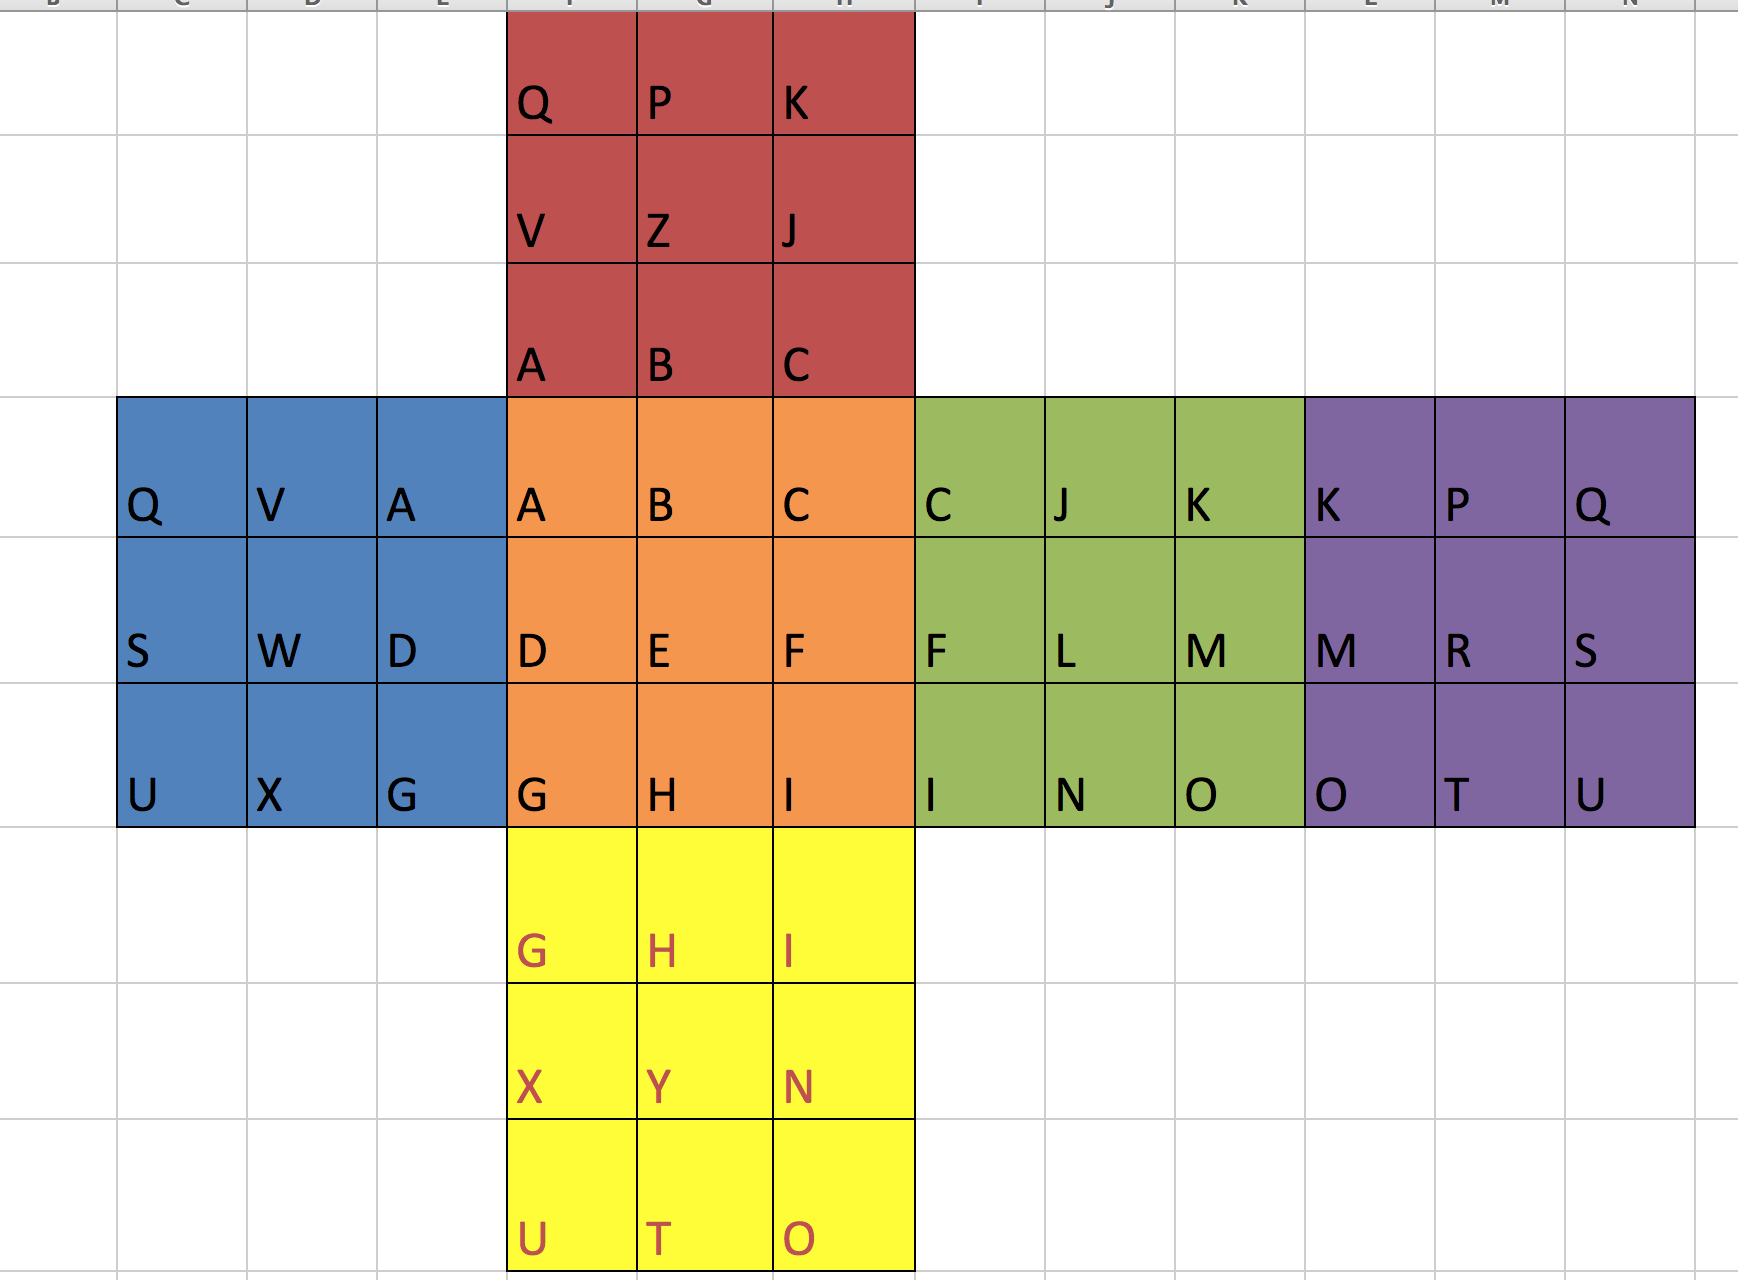 Q P K
V Z J
A B C
Q V A A B C C J K K P Q
S W D D E F F L M M R S
U X G G H I I N O O T U
G H I
X Y N
U T O